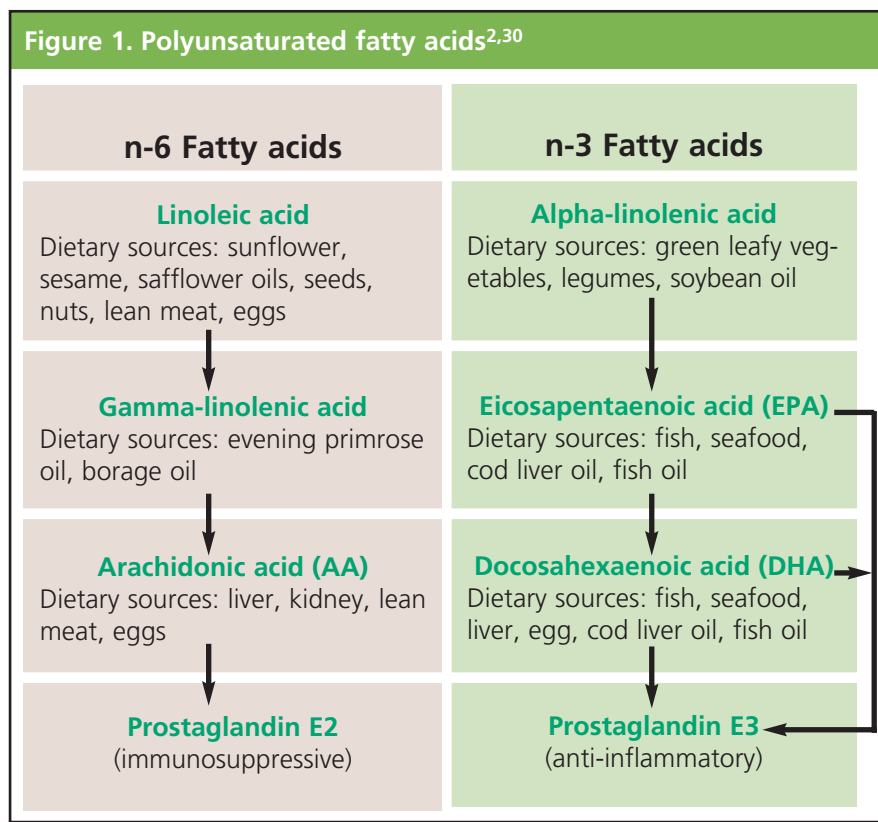 Figure 1. Polyunsaturated fatty acids2,30
n-6 Fatty acids
Linoleic acid
Dietary sources: sunflower,
sesame, safflower oils, seeds,
nuts, lean meat, eggs
Gamma-linolenic acid
Dietary sources: evening primrose
oil, borage oil
Arachidonic acid (AA)
Dietary sources: liver, kidney, lean
meat, eggs
Prostaglandin E2
(immunosuppressive)
n-3 Fatty acids
Alpha-linolenic acid
Dietary sources: green leafy veg-
etables, legumes, soybean oil
Eicosapentaenoic acid (EPA)
Dietary sources: fish, seafood,
cod liver oil, fish oil
Docosahexaenoic acid (DHA)
Dietary sources: fish, seafood,
liver, egg, cod liver oil, fish oil
Prostaglandin E3
(anti-inflammatory)